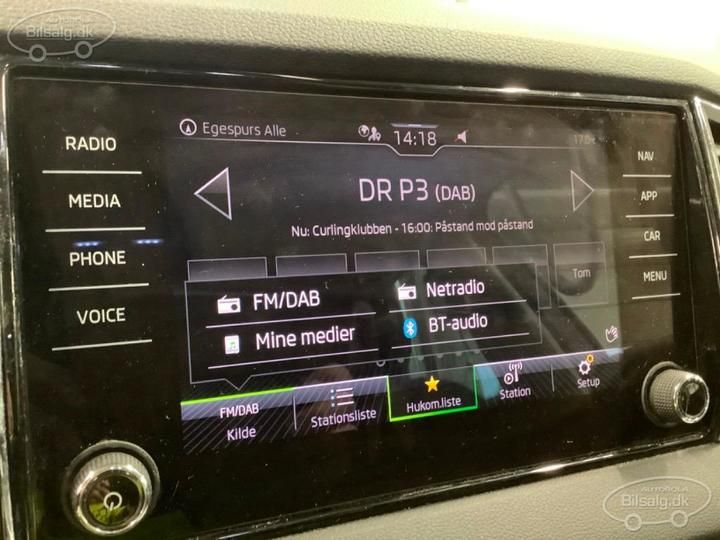 AUTOROLA
Bilsalg.dk
RADIO
MEDIA
PHONE
VOICE
NAV
APP
CAR
MENU
Egespurs Alle
14:18
DR P3 (DAB)
Nu: Curlingklubben - 16:00: Påstand mod påstand
Tom
FM/DAB
Netradio
Mine medier
BT-audio
FM/DAB
Kilde
Stationsliste
Hukom.liste
Station
Setup
AUTOROLA
Bilsalg.dk